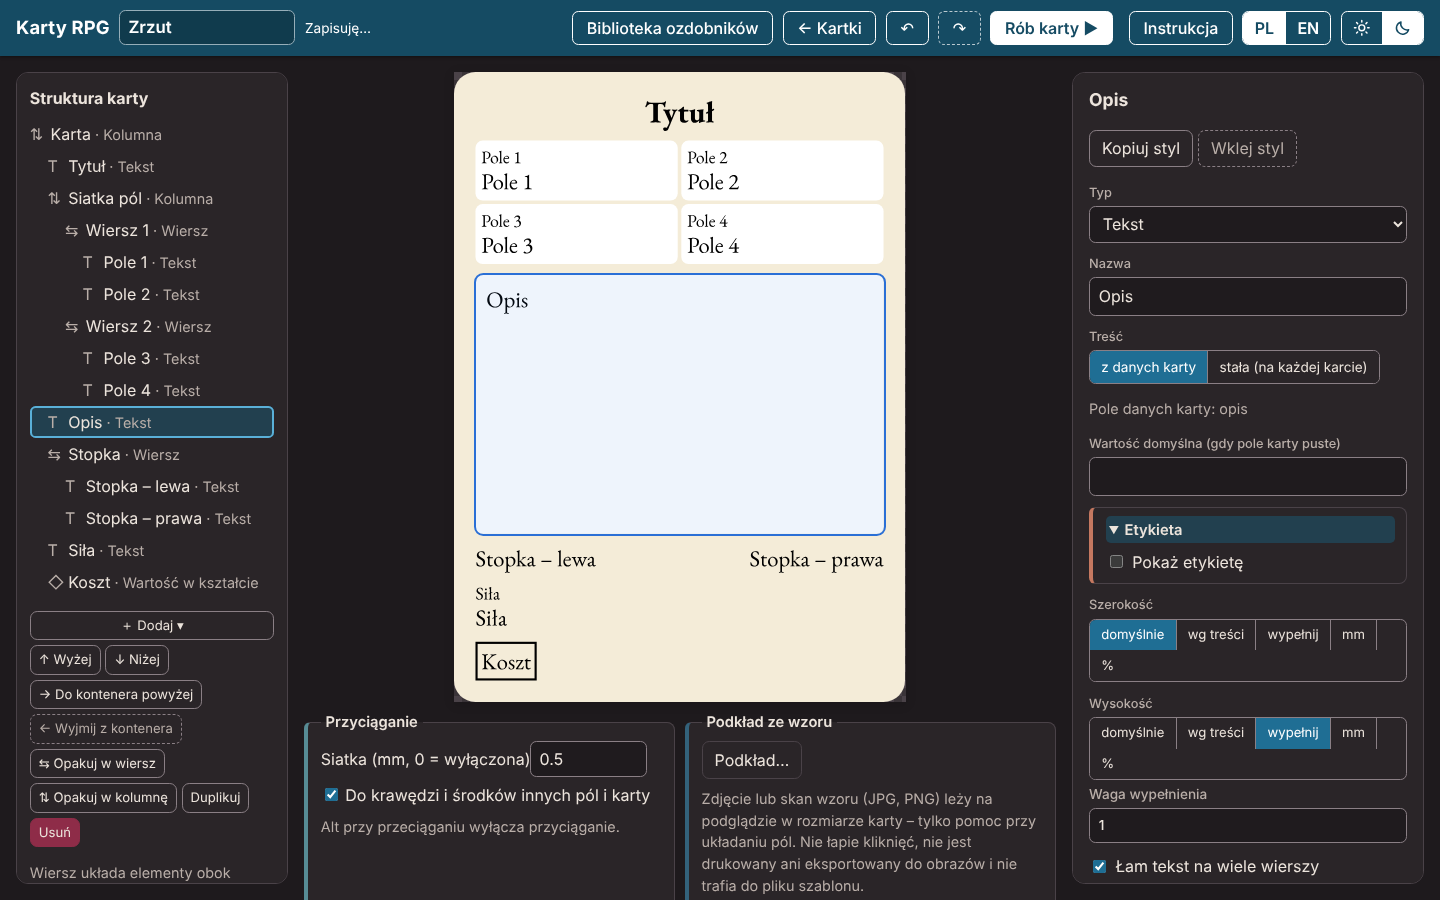 Karty RPG
Zrzut
Zapisuję...
Biblioteka ozdobników
← Kartki
↶
↷
Rób karty ▶
Instrukcja
PL
EN
Struktura karty
⇅ Karta · Kolumna
T Tytuł · Tekst
⇅ Siatka pól · Kolumna
⇆ Wiersz 1 · Wiersz
T Pole 1 · Tekst
T Pole 2 · Tekst
⇆ Wiersz 2 · Wiersz
T Pole 3 · Tekst
T Pole 4 · Tekst
T Opis · Tekst
⇆ Stopka · Wiersz
T Stopka – lewa · Tekst
T Stopka – prawa · Tekst
T Siła · Tekst
◇ Koszt · Wartość w kształcie
+ Dodaj ▾
↑ Wyżej
↓ Niżej
→ Do kontenera powyżej
← Wyjmij z kontenera
⇆ Opakuj w wiersz
⇅ Opakuj w kolumnę
Duplikuj
Usuń
Wiersz układa elementy obok
Tytuł
Pole 1
Pole 1
Pole 2
Pole 2
Pole 3
Pole 3
Pole 4
Pole 4
Opis
Stopka – lewa
Stopka – prawa
Siła
Siła
Koszt
Przyciąganie
Siatka (mm, 0 = wyłączona)
0.5
Do krawędzi i środków innych pól i karty
Alt przy przeciąganiu wyłącza przyciąganie.
Podkład ze wzoru
Podkład...
Zdjęcie lub skan wzoru (JPG, PNG) leży na
podglądzie w rozmiarze karty – tylko pomoc przy
układaniu pól. Nie łapie kliknięć, nie jest
drukowany ani eksportowany do obrazów i nie
trafia do pliku szablonu.
Opis
Kopiuj styl
Wklej styl
Typ
Tekst
Nazwa
Opis
Treść
z danych karty
stała (na każdej karcie)
Pole danych karty: opis
Wartość domyślna (gdy pole karty puste)
▼ Etykieta
Pokaż etykietę
Szerokość
domyślnie
wg treści
wypełnij
mm
%
Wysokość
domyślnie
wg treści
wypełnij
mm
%
Waga wypełnienia
1
Łam tekst na wiele wierszy